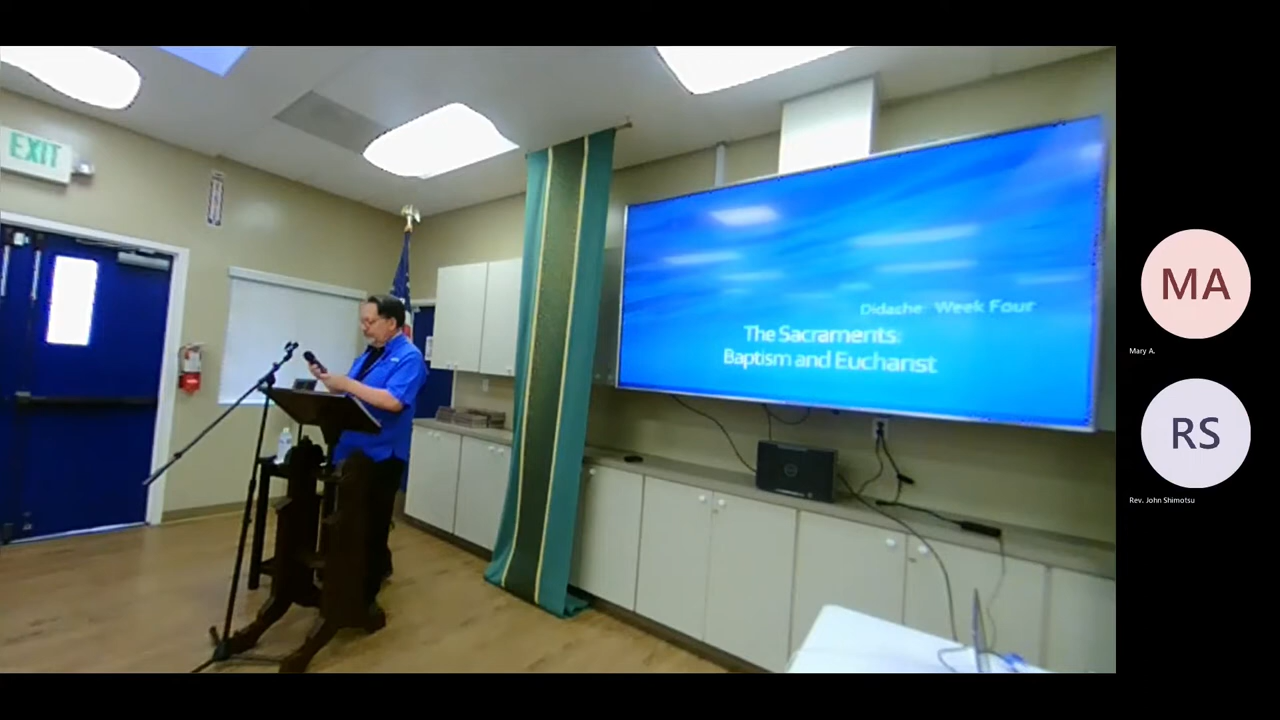 EXIT
Didache: Week Four
The Sacraments:
Baptism and Eucharist
MA
Mary A.
RS
Rev. John Shimotsu